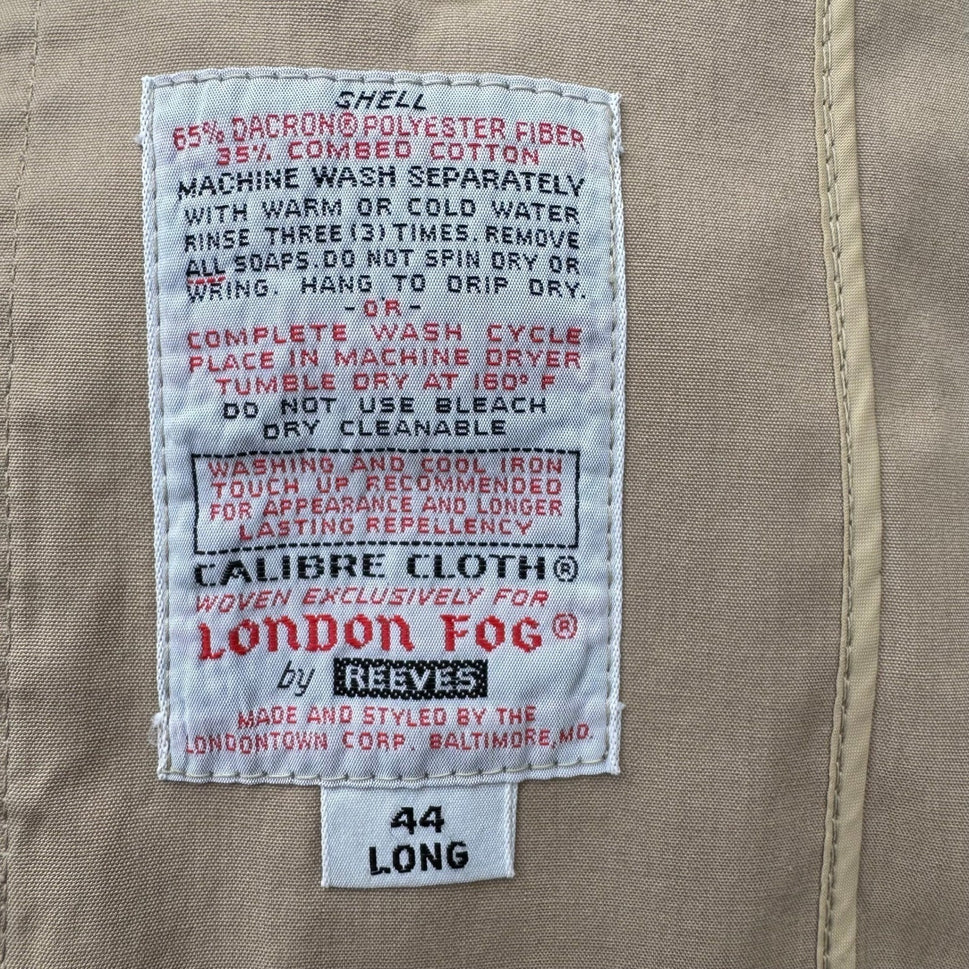 SHELL
65% DACRON® POLYESTER FIBER
35% COMBED COTTON
MACHINE WASH SEPARATELY
WITH WARM OR COLD WATER
RINSE THREE (3) TIMES. REMOVE
ALL SOAPS. DO NOT SPIN DRY OR
WRING. HANG TO DRIP DRY.
-OR-
COMPLETE WASH CYCLE
PLACE IN MACHINE DRYER
TUMBLE DRY AT 160° F
DO NOT USE BLEACH
DRY CLEANABLE
WASHING AND COOL IRON
TOUCH UP RECOMMENDED
FOR APPEARANCE AND LONGER
LASTING REPELLENCY
CALIBRE CLOTH®
WOVEN EXCLUSIVELY FOR
LONDON FOG®
by REEVES
MADE AND STYLED BY THE
LONDONTOWN CORP. BALTIMORE, MD.
44
LONG